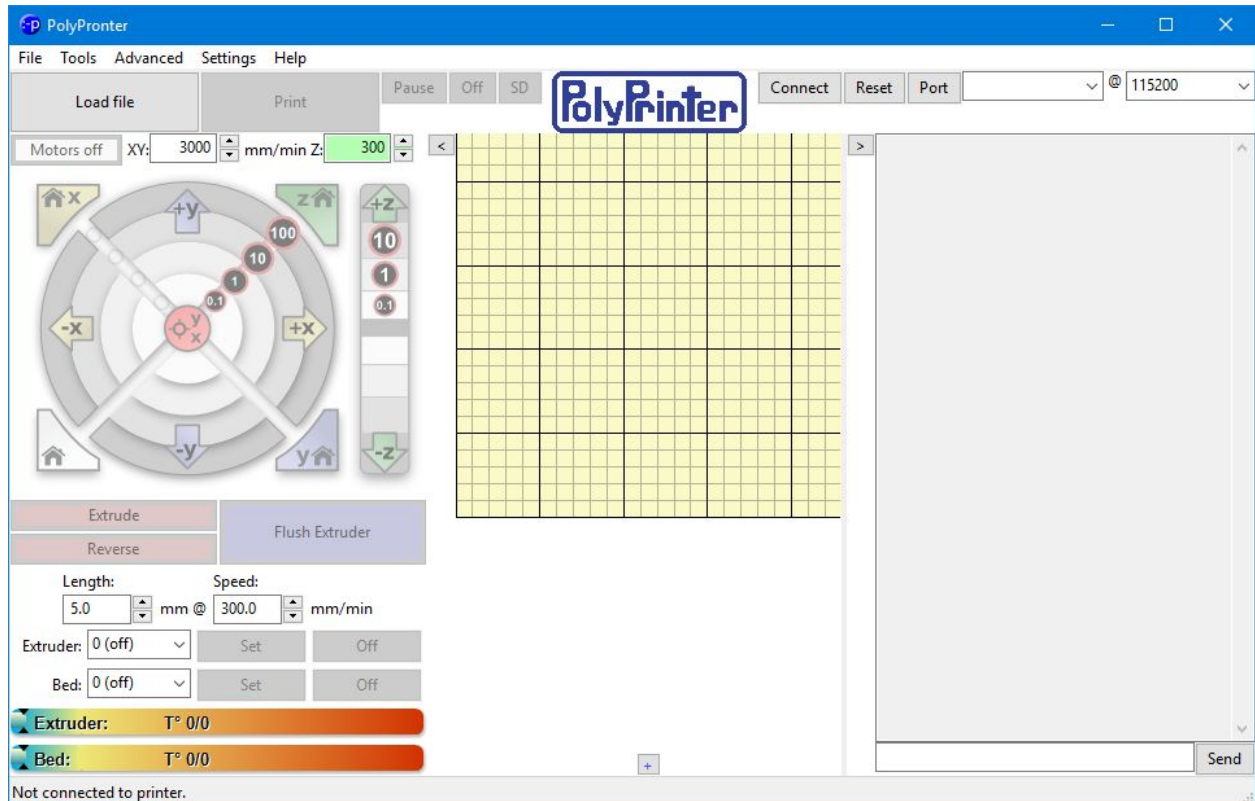 PolyPronter
File Tools Advanced Settings Help
Load file Print Pause Off SD PolyPrinter Connect Reset Port @ 115200
Motors off XY: 3000 mm/min Z: 300 < >
x +y z +z
100 10
10 1
1 0.1
0.1
-x y x +x
-y y -z
Extrude
Flush Extruder
Reverse
Length: Speed:
5.0 mm @ 300.0 mm/min
Extruder: 0 (off) Set Off
Bed: 0 (off) Set Off
Extruder: T° 0/0
Bed: T° 0/0
+ Send
Not connected to printer.